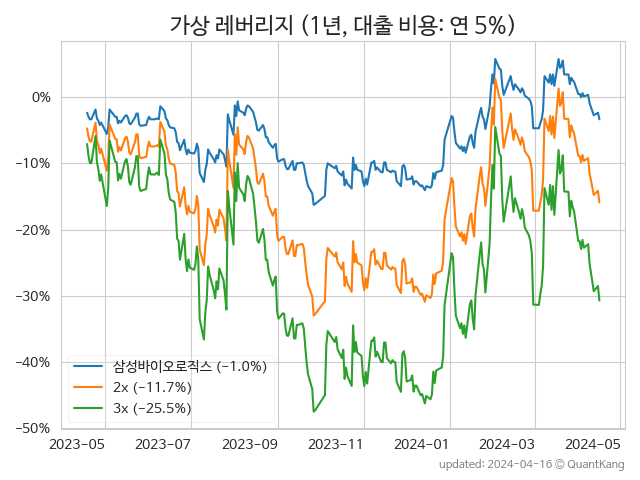 가상 레버리지 (1년, 대출 비용: 연 5%)
0%
−10%
−20%
−30%
−40%
−50%
삼성바이오로직스 (−1.0%)
2x (−11.7%)
3x (−25.5%)
2023-05 2023-07 2023-09 2023-11 2024-01 2024-03 2024-05
updated: 2024-04-16 © QuantKang